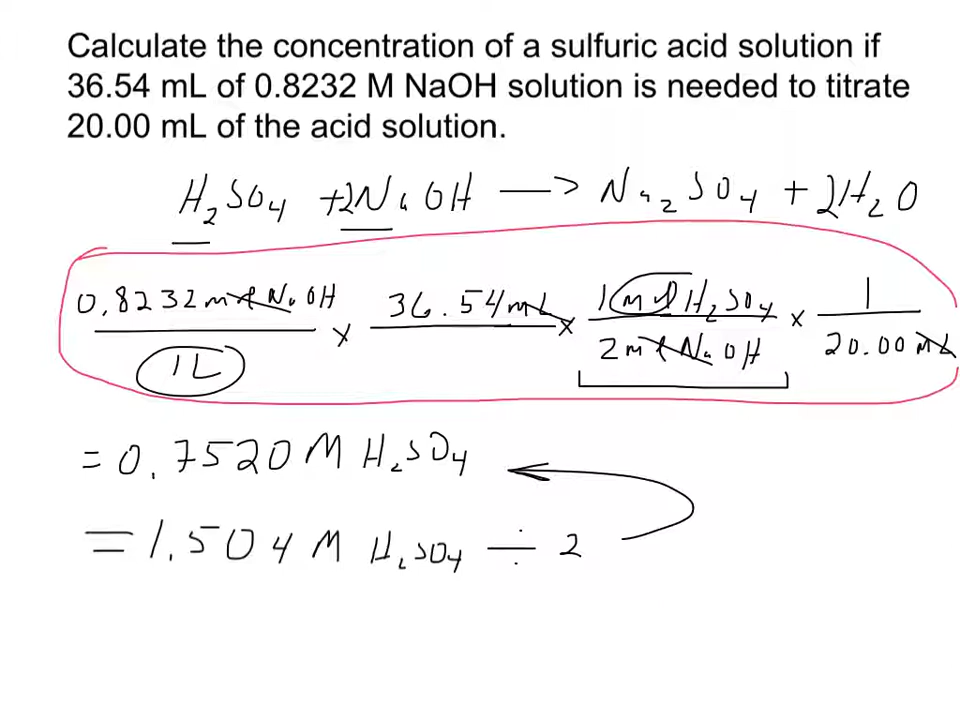 Calculate the concentration of a sulfuric acid solution if
36.54 mL of 0.8232 M NaOH solution is needed to titrate
20.00 mL of the acid solution.
H₂SO₄ + 2NaOH → Na₂SO₄ + 2H₂O
0.8232 mol NaOH / 1L × 36.54 mL × 1 mol H₂SO₄ / 2 mol NaOH × 1 / 20.00 mL
= 0.7520 M H₂SO₄
= 1.504 M H₂SO₄ ÷ 2